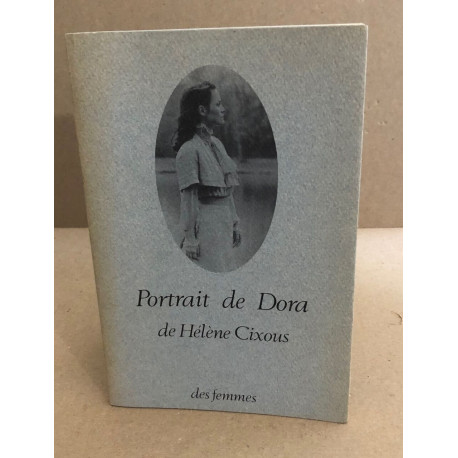 Portrait de Dora
de Hélène Cixous
des femmes